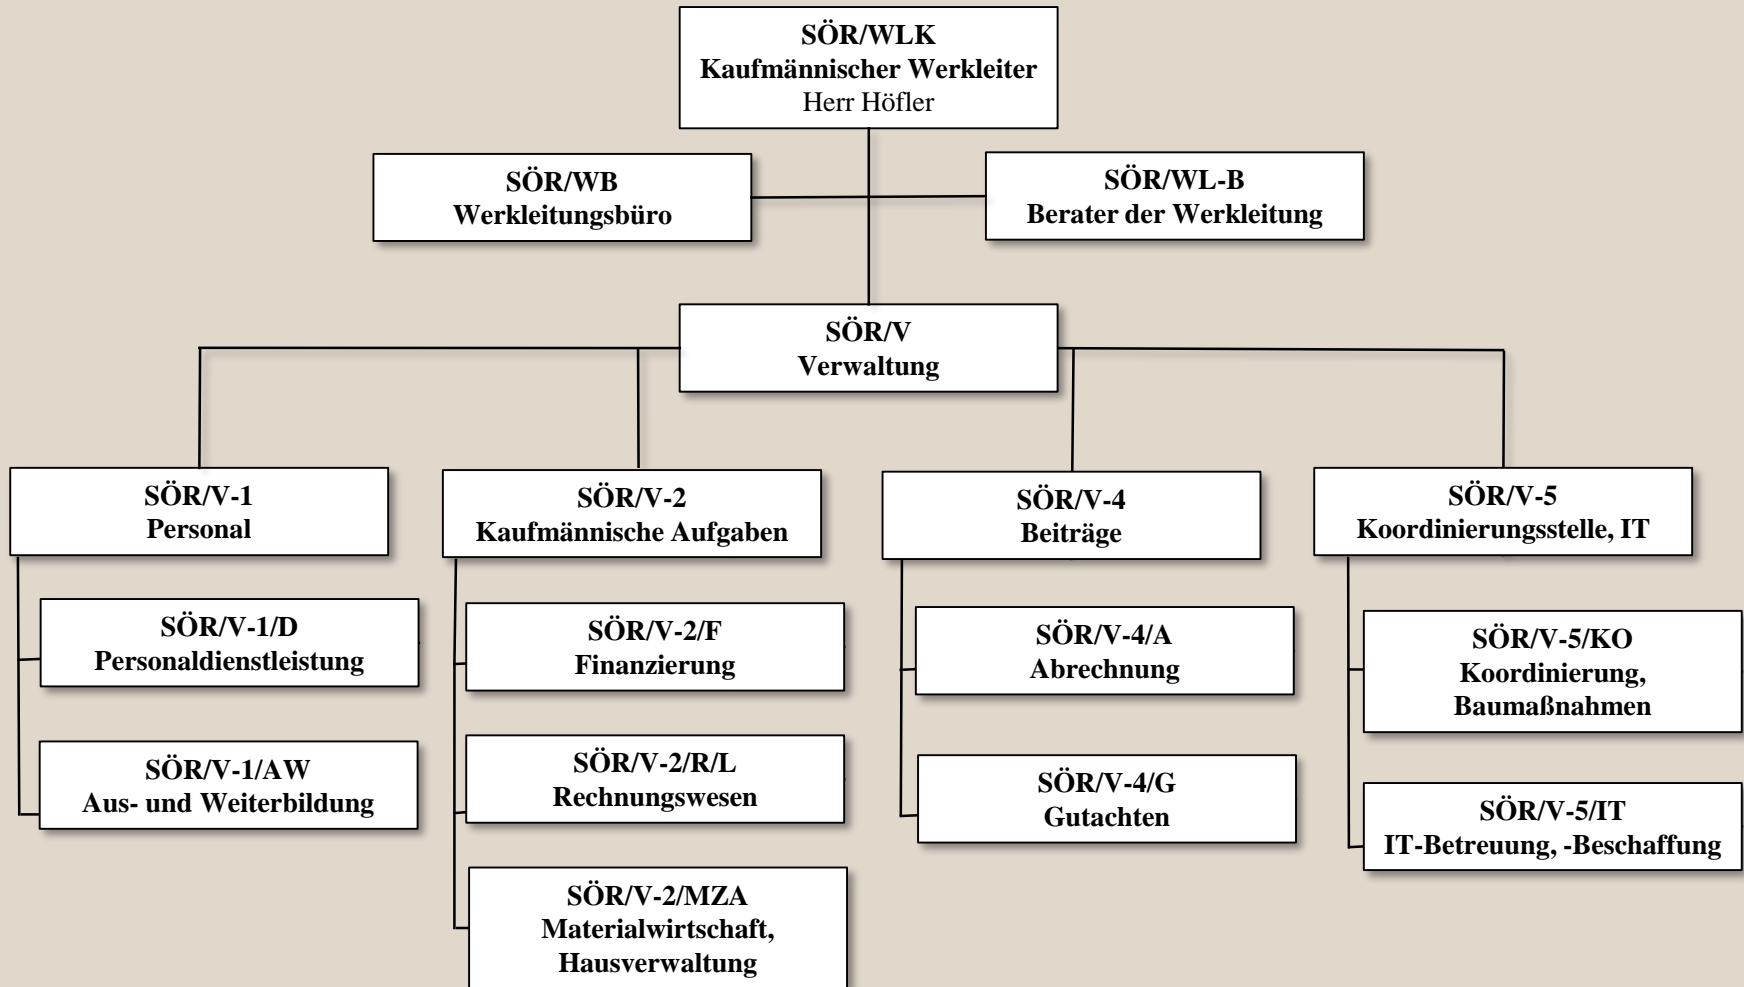 SÖR/WLK
Kaufmännischer Werkleiter
Herr Höfler
SÖR/WB
Werkleitungsbüro
SÖR/WL-B
Berater der Werkleitung
SÖR/V
Verwaltung
SÖR/V-1
Personal
SÖR/V-2
Kaufmännische Aufgaben
SÖR/V-4
Beiträge
SÖR/V-5
Koordinierungsstelle, IT
SÖR/V-1/D
Personaldienstleistung
SÖR/V-1/AW
Aus- und Weiterbildung
SÖR/V-2/F
Finanzierung
SÖR/V-2/R/L
Rechnungswesen
SÖR/V-2/MZA
Materialwirtschaft,
Hausverwaltung
SÖR/V-4/A
Abrechnung
SÖR/V-4/G
Gutachten
SÖR/V-5/KO
Koordinierung,
Baumaßnahmen
SÖR/V-5/IT
IT-Betreuung, -Beschaffung